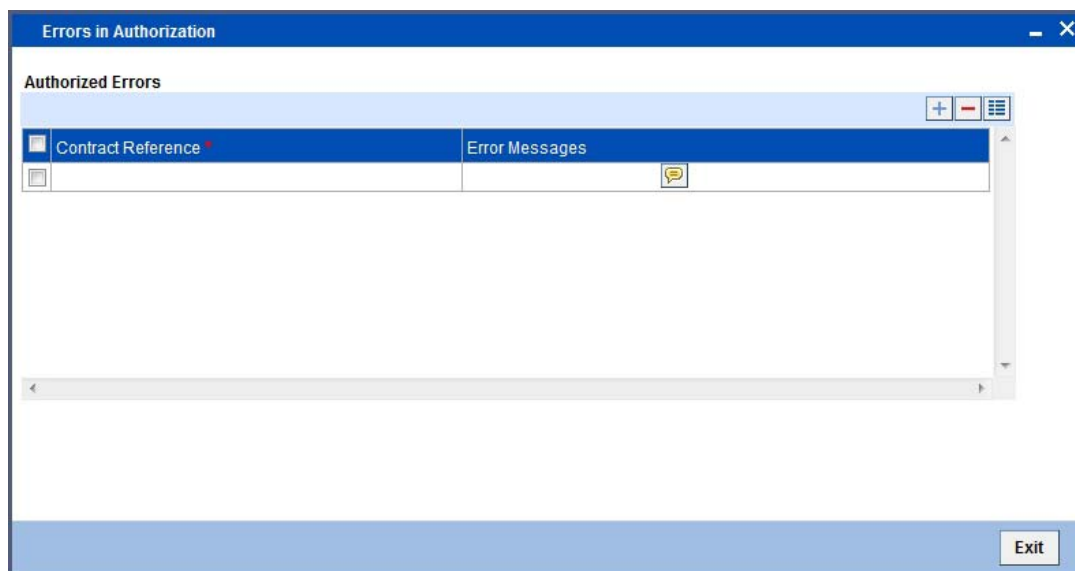 Errors in Authorization
Authorized Errors
Contract Reference * Error Messages
Exit